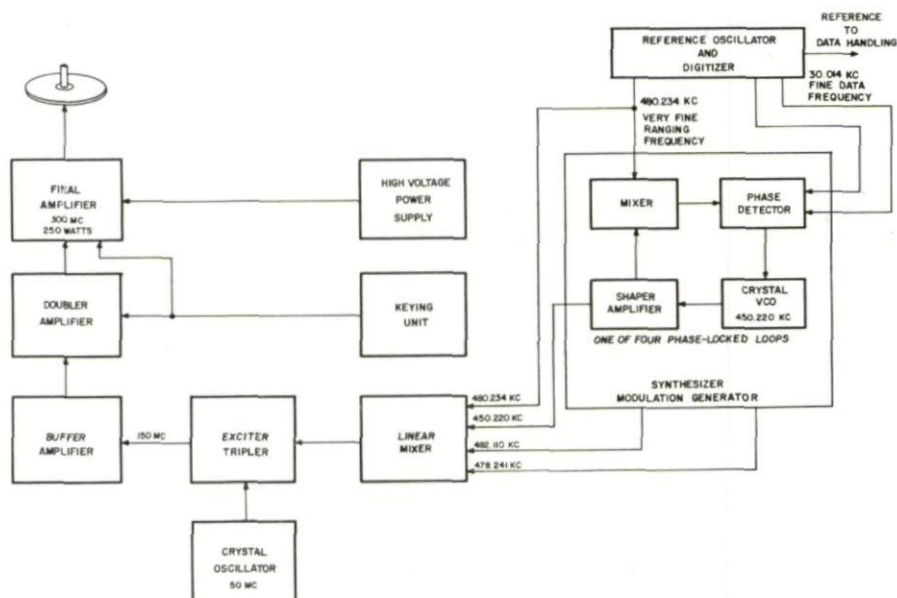 REFERENCE
TO
DATA HANDLING
REFERENCE OSCILLATOR
AND
DIGITIZER
30.014 KC
FINE DATA
FREQUENCY
480.234 KC
VERY FINE
RANGING
FREQUENCY
FINAL
AMPLIFIER
300 MC
250 WATTS
HIGH VOLTAGE
POWER
SUPPLY
MIXER
PHASE
DETECTOR
DOUBLER
AMPLIFIER
KEYING
UNIT
SHAPER
AMPLIFIER
CRYSTAL
VCO
450.220 KC
ONE OF FOUR PHASE-LOCKED LOOPS
SYNTHESIZER
MODULATION GENERATOR
BUFFER
AMPLIFIER
150 MC
EXCITER
TRIPLER
LINEAR
MIXER
480.234 KC
450.220 KC
482.110 KC
478.241 KC
CRYSTAL
OSCILLATOR
50 MC